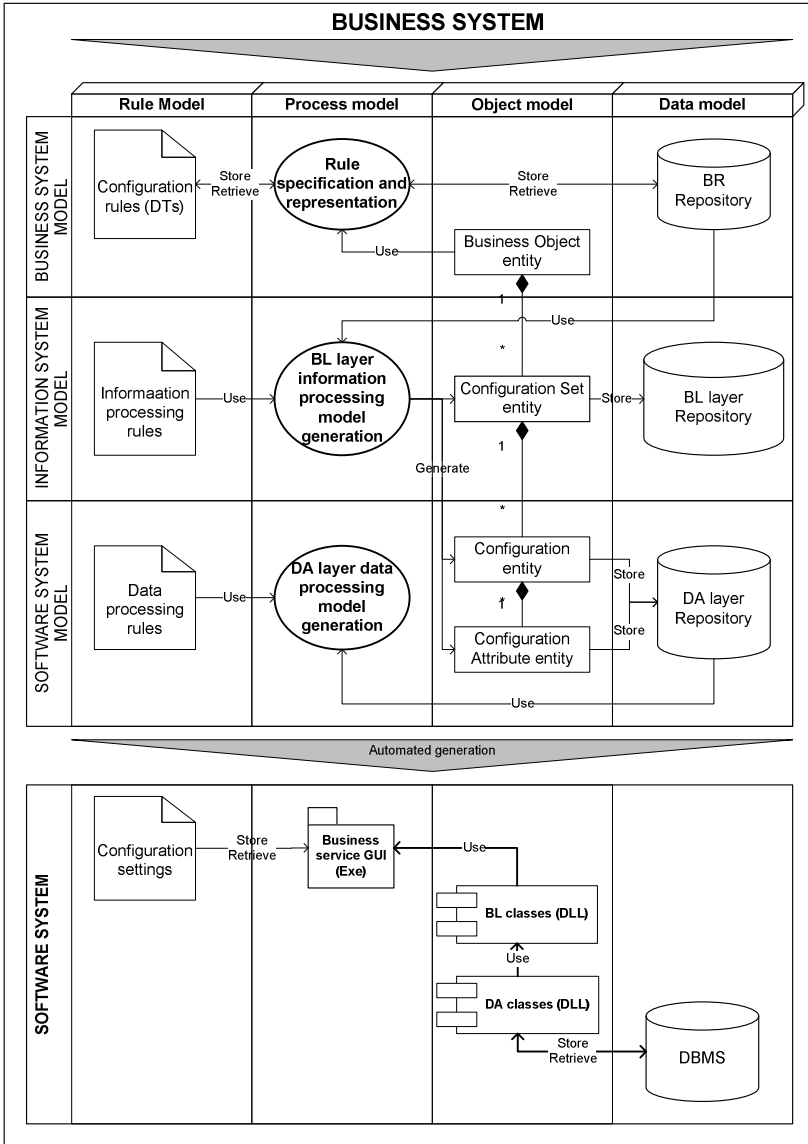 BUSINESS SYSTEM
Rule Model
Process model
Object model
Data model
BUSINESS SYSTEM
MODEL
Configuration
rules (DTs)
Store
Retrieve
Rule
specification and
representation
Store
Retrieve
BR
Repository
Use
Business Object
entity
1
Use
*
INFORMATION SYSTEM
MODEL
Informaation
processing
rules
Use
BL layer
information
processing
model
generation
Configuration Set
entity
Store
BL layer
Repository
1
Generate
*
SOFTWARE SYSTEM
MODEL
Data
processing
rules
Use
DA layer data
processing
model
generation
Configuration
entity
Store
1
*
Configuration
Attribute entity
Store
DA layer
Repository
Use
Automated generation
SOFTWARE SYSTEM
Configuration
settings
Store
Retrieve
Business
service GUI
(Exe)
Use
BL classes (DLL)
Use
DA classes (DLL)
Store
Retrieve
DBMS